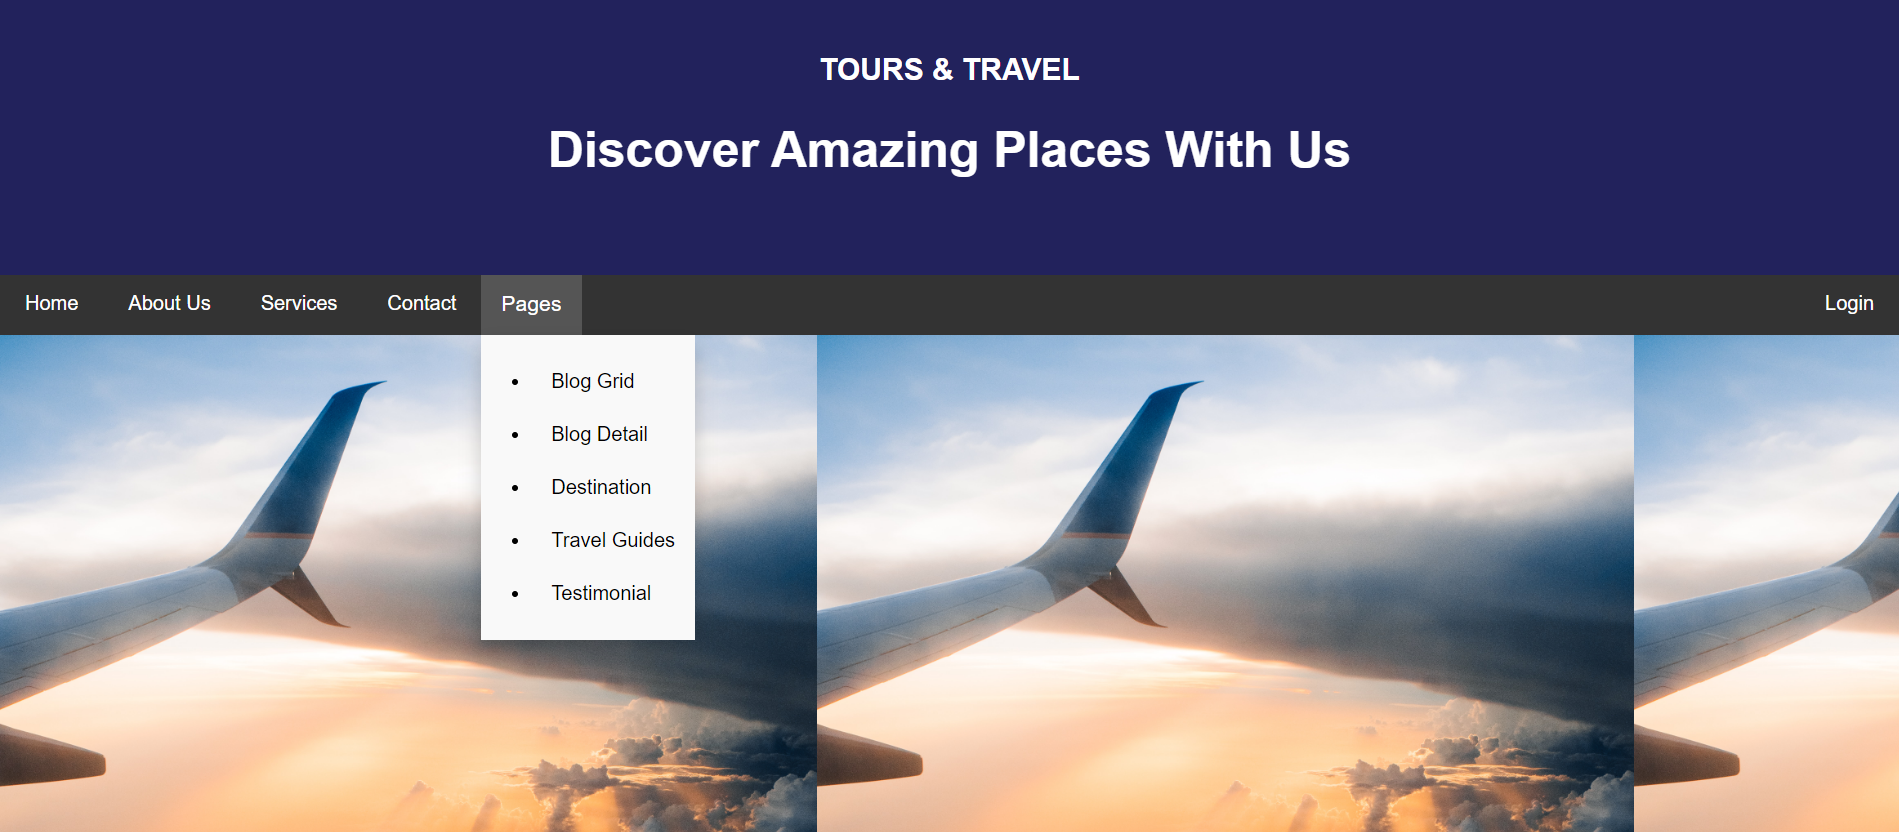 TOURS & TRAVEL
Discover Amazing Places With Us
Home About Us Services Contact Pages Login
• Blog Grid
• Blog Detail
• Destination
• Travel Guides
• Testimonial